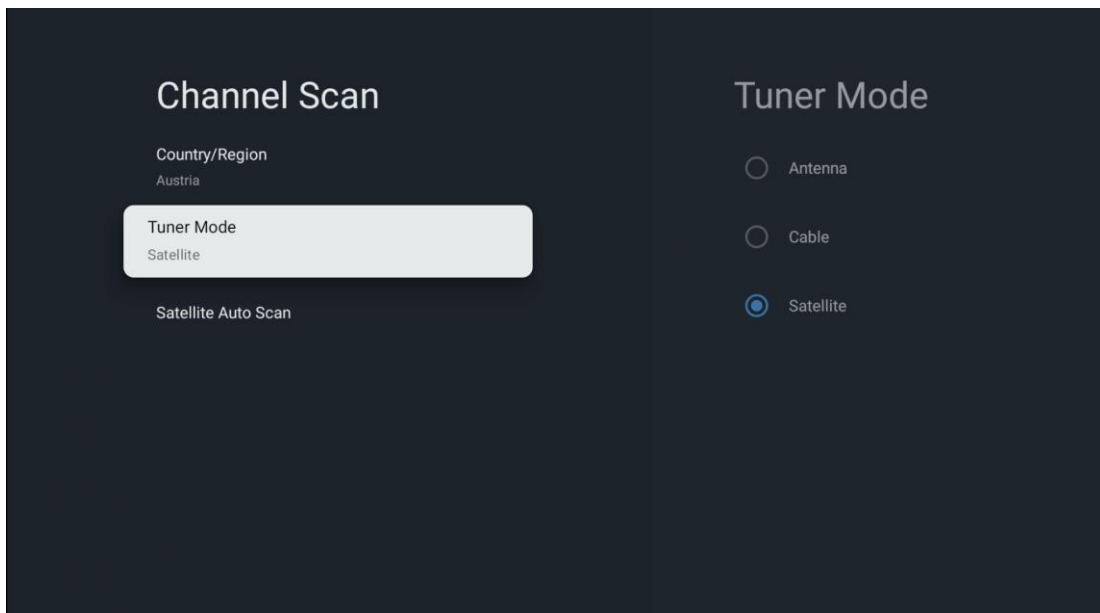 Channel Scan
Country/Region
Austria
Tuner Mode
Satellite
Satellite Auto Scan
Tuner Mode
Antenna
Cable
Satellite